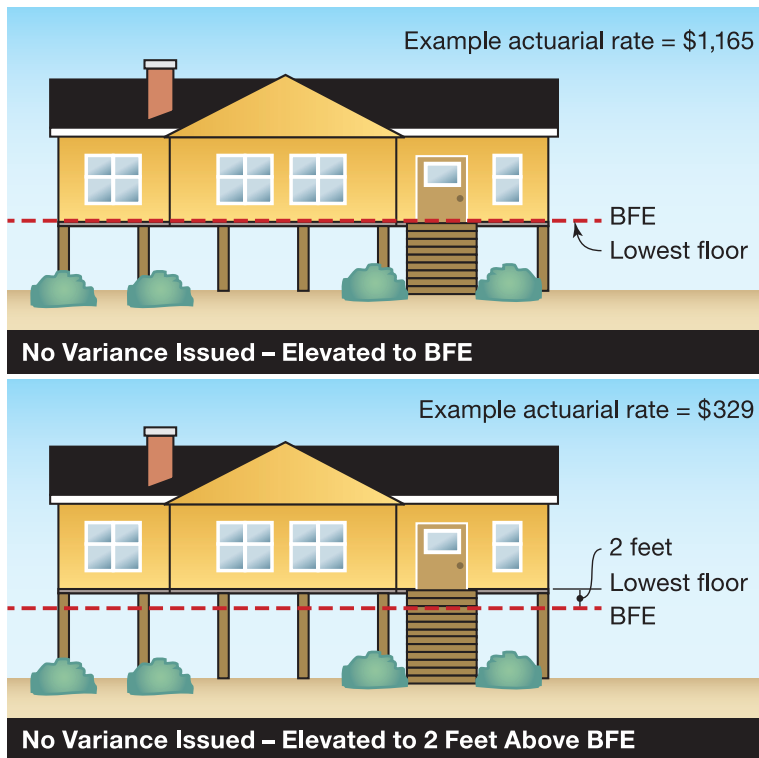 Example actuarial rate = $1,165
BFE
Lowest floor
No Variance Issued – Elevated to BFE
Example actuarial rate = $329
2 feet
Lowest floor
BFE
No Variance Issued – Elevated to 2 Feet Above BFE